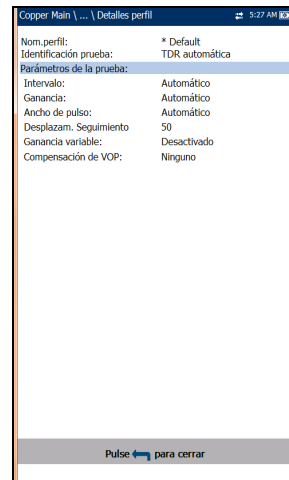 Copper Main \ ... \ Detalles perfil 5:27 AM
Nom.perfil: * Default
Identificación prueba: TDR automática
Parámetros de la prueba:
Intervalo: Automático
Ganancia: Automático
Ancho de pulso: Automático
Desplazam. Seguimiento 50
Ganancia variable: Desactivado
Compensación de VOP: Ninguno
Pulse para cerrar